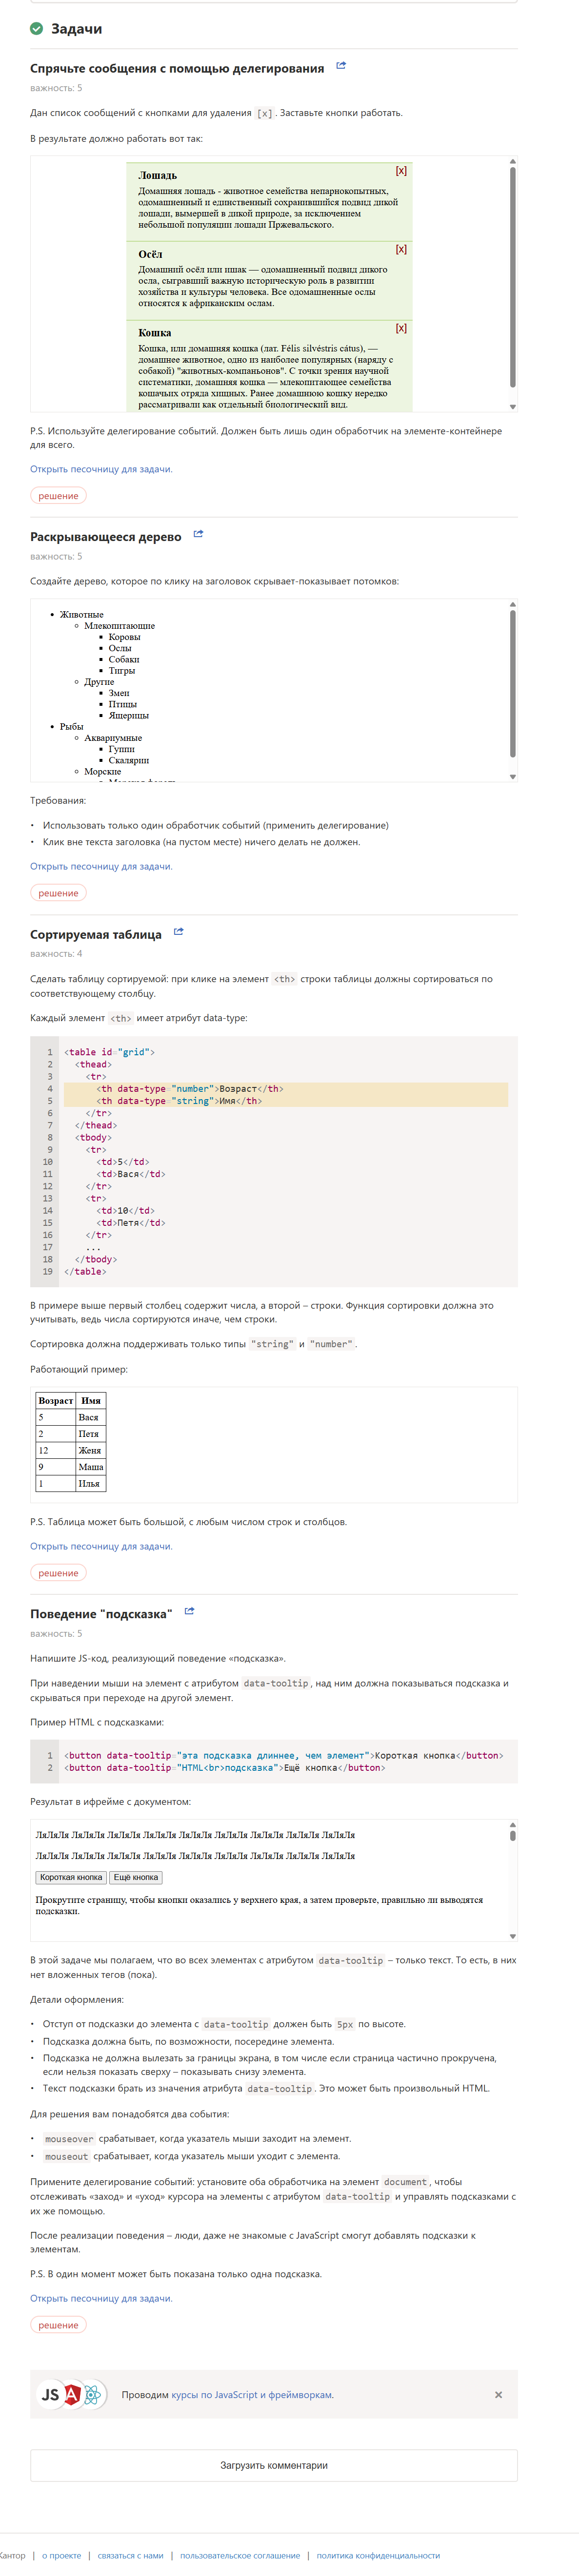 Задачи
Спрячьте сообщения с помощью делегирования
важность: 5
Дан список сообщений с кнопками для удаления [x]. Заставьте кнопки работать.
В результате должно работать вот так:
Лошадь
[x]
Домашняя лошадь - животное семейства непарнокопытных,
одомашненный и единственный сохранившийся подвид дикой
лошади, вымершей в дикой природе, за исключением
небольшой популяции лошади Пржевальского.
Осёл
[x]
Домашний осёл или ишак — одомашненный подвид дикого
осла, сыгравший важную историческую роль в развитии
хозяйства и культуры человека. Все одомашненные ослы
относятся к африканским ослам.
Кошка
[x]
Кошка, или домашняя кошка (лат. Félis silvéstris cátus), —
домашнее животное, одно из наиболее популярных (наряду с
собакой) "животных-компаньонов". С точки зрения научной
систематики, домашняя кошка — млекопитающее семейства
кошачьих отряда хищных. Ранее домашнюю кошку нередко
рассматривали как отдельный биологический вид.
P.S. Используйте делегирование событий. Должен быть лишь один обработчик на элементе-контейнере
для всего.
Открыть песочницу для задачи.
решение
Раскрывающееся дерево
важность: 5
Создайте дерево, которое по клику на заголовок скрывает-показывает потомков:
Животные
Млекопитающие
Коровы
Ослы
Собаки
Тигры
Другие
Змеи
Птицы
Ящерицы
Рыбы
Аквариумные
Гуппи
Скалярии
Морские
Требования:
• Использовать только один обработчик событий (применить делегирование)
• Клик вне текста заголовка (на пустом месте) ничего делать не должен.
Открыть песочницу для задачи.
решение
Сортируемая таблица
важность: 4
Сделать таблицу сортируемой: при клике на элемент <th> строки таблицы должны сортироваться по
соответствующему столбцу.
Каждый элемент <th> имеет атрибут data-type:
1 <table id="grid">
2 <thead>
3 <tr>
4 <th data-type="number">Возраст</th>
5 <th data-type="string">Имя</th>
6 </tr>
7 </thead>
8 <tbody>
9 <tr>
10 <td>5</td>
11 <td>Вася</td>
12 </tr>
13 <tr>
14 <td>10</td>
15 <td>Петя</td>
16 </tr>
17 ...
18 </tbody>
19 </table>
В примере выше первый столбец содержит числа, а второй – строки. Функция сортировки должна это
учитывать, ведь числа сортируются иначе, чем строки.
Сортировка должна поддерживать только типы "string" и "number".
Работающий пример:
Возраст Имя
5 Вася
2 Петя
12 Женя
9 Маша
1 Илья
P.S. Таблица может быть большой, с любым числом строк и столбцов.
Открыть песочницу для задачи.
решение
Поведение "подсказка"
важность: 5
Напишите JS-код, реализующий поведение «подсказка».
При наведении мыши на элемент с атрибутом data-tooltip, над ним должна показываться подсказка и
скрываться при переходе на другой элемент.
Пример HTML с подсказками:
1 <button data-tooltip="эта подсказка длиннее, чем элемент">Короткая кнопка</button>
2 <button data-tooltip="HTML<br>подсказка">Ещё кнопка</button>
Результат в ифрейме с документом:
ЛяЛяЛя ЛяЛяЛя ЛяЛяЛя ЛяЛяЛя ЛяЛяЛя ЛяЛяЛя ЛяЛяЛя ЛяЛяЛя ЛяЛяЛя
ЛяЛяЛя ЛяЛяЛя ЛяЛяЛя ЛяЛяЛя ЛяЛяЛя ЛяЛяЛя ЛяЛяЛя ЛяЛяЛя ЛяЛяЛя
Короткая кнопка Ещё кнопка
Прокрутите страницу, чтобы кнопки оказались у верхнего края, а затем проверьте, правильно ли выводятся
подсказки.
В этой задаче мы полагаем, что во всех элементах с атрибутом data-tooltip – только текст. То есть, в них
нет вложенных тегов (пока).
Детали оформления:
• Отступ от подсказки до элемента с data-tooltip должен быть 5px по высоте.
• Подсказка должна быть, по возможности, посередине элемента.
• Подсказка не должна вылезать за границы экрана, в том числе если страница частично прокручена,
если нельзя показать сверху – показывать снизу элемента.
• Текст подсказки брать из значения атрибута data-tooltip. Это может быть произвольный HTML.
Для решения вам понадобятся два события:
• mouseover срабатывает, когда указатель мыши заходит на элемент.
• mouseout срабатывает, когда указатель мыши уходит с элемента.
Примените делегирование событий: установите оба обработчика на элемент document, чтобы
отслеживать «заход» и «уход» курсора на элементы с атрибутом data-tooltip и управлять подсказками с
их же помощью.
После реализации поведения – люди, даже не знакомые с JavaScript смогут добавлять подсказки к
элементам.
P.S. В один момент может быть показана только одна подсказка.
Открыть песочницу для задачи.
решение
JS A Проводим курсы по JavaScript и фреймворкам. ×
Загрузить комментарии
Кантор | о проекте | связаться с нами | пользовательское соглашение | политика конфиденциальности